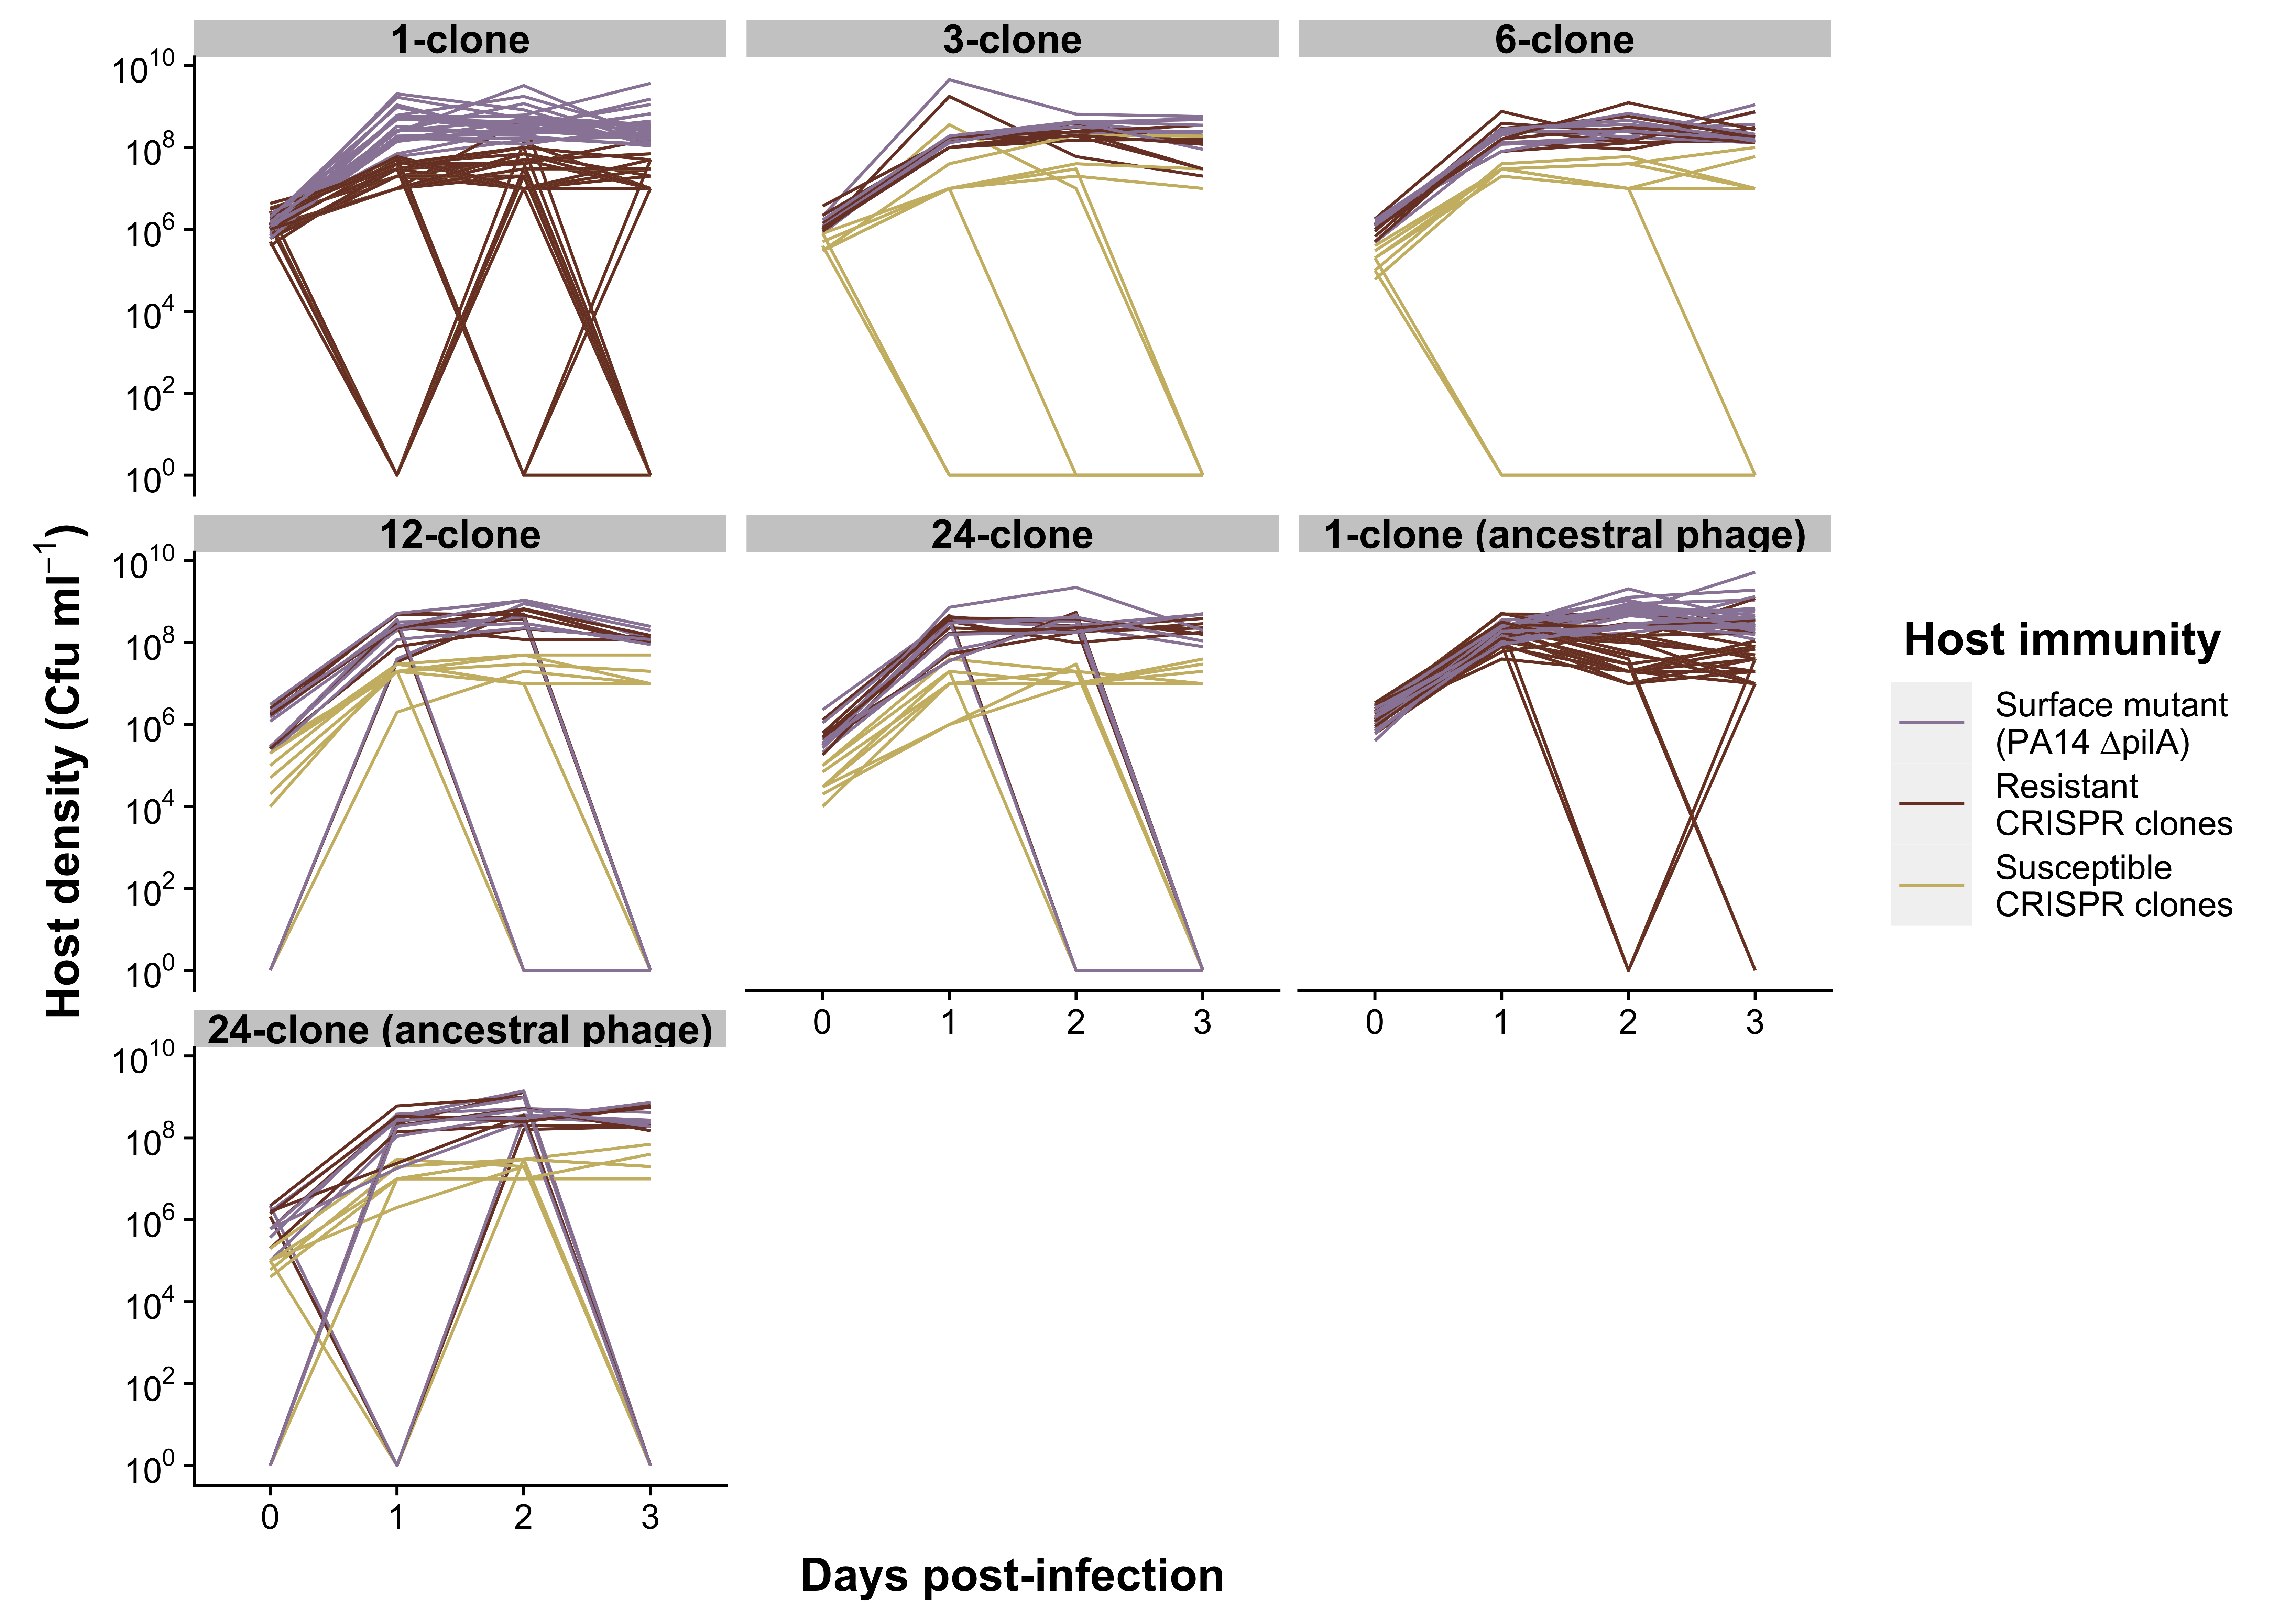 1-clone
3-clone
6-clone
10¹⁰
10⁸
10⁶
10⁴
10²
10⁰
12-clone
24-clone
1-clone (ancestral phage)
10¹⁰
10⁸
10⁶
10⁴
10²
10⁰
0 1 2 3
0 1 2 3
24-clone (ancestral phage)
10¹⁰
10⁸
10⁶
10⁴
10²
10⁰
0 1 2 3
Host density (Cfu ml⁻¹)
Days post-infection
Host immunity
Surface mutant
(PA14 ΔpilA)
Resistant
CRISPR clones
Susceptible
CRISPR clones